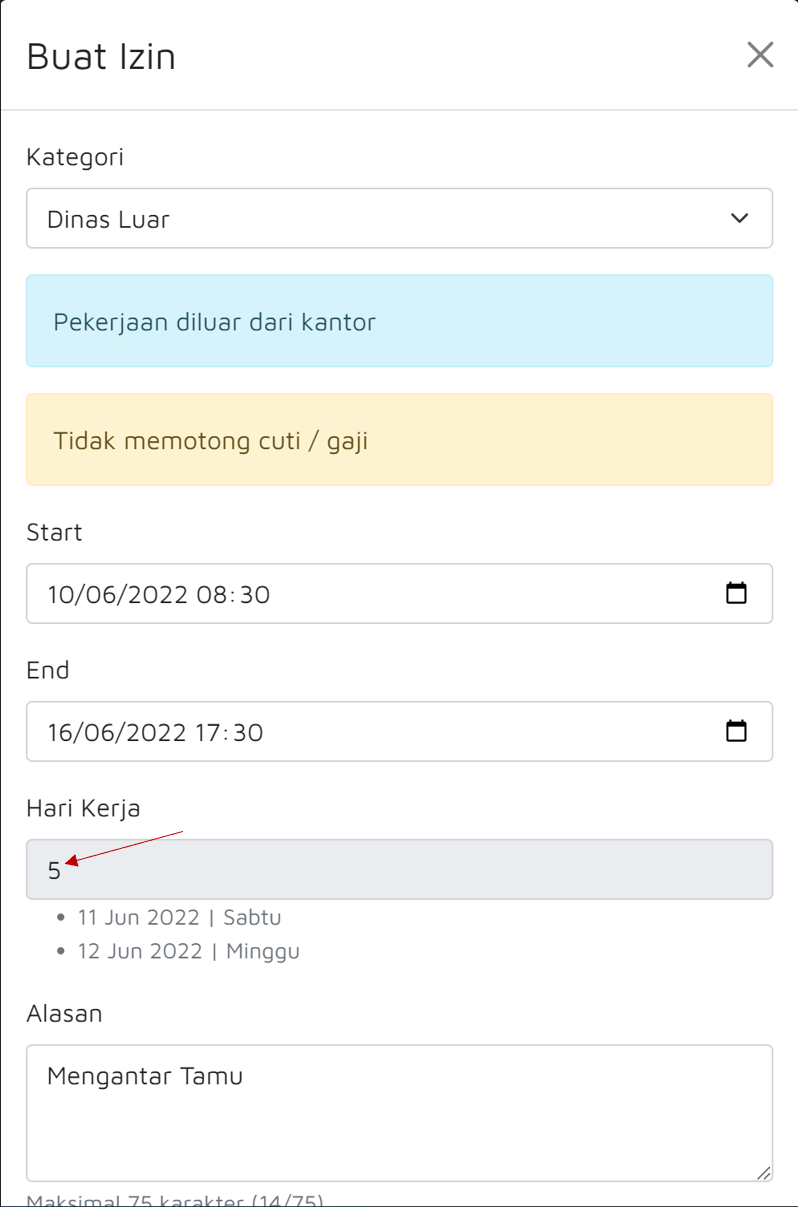 Buat Izin
Kategori
Dinas Luar
Pekerjaan diluar dari kantor
Tidak memotong cuti / gaji
Start
10/06/2022 08:30
End
16/06/2022 17:30
Hari Kerja
5
• 11 Jun 2022 | Sabtu
• 12 Jun 2022 | Minggu
Alasan
Mengantar Tamu
Maksimal 75 karakter (14/75)